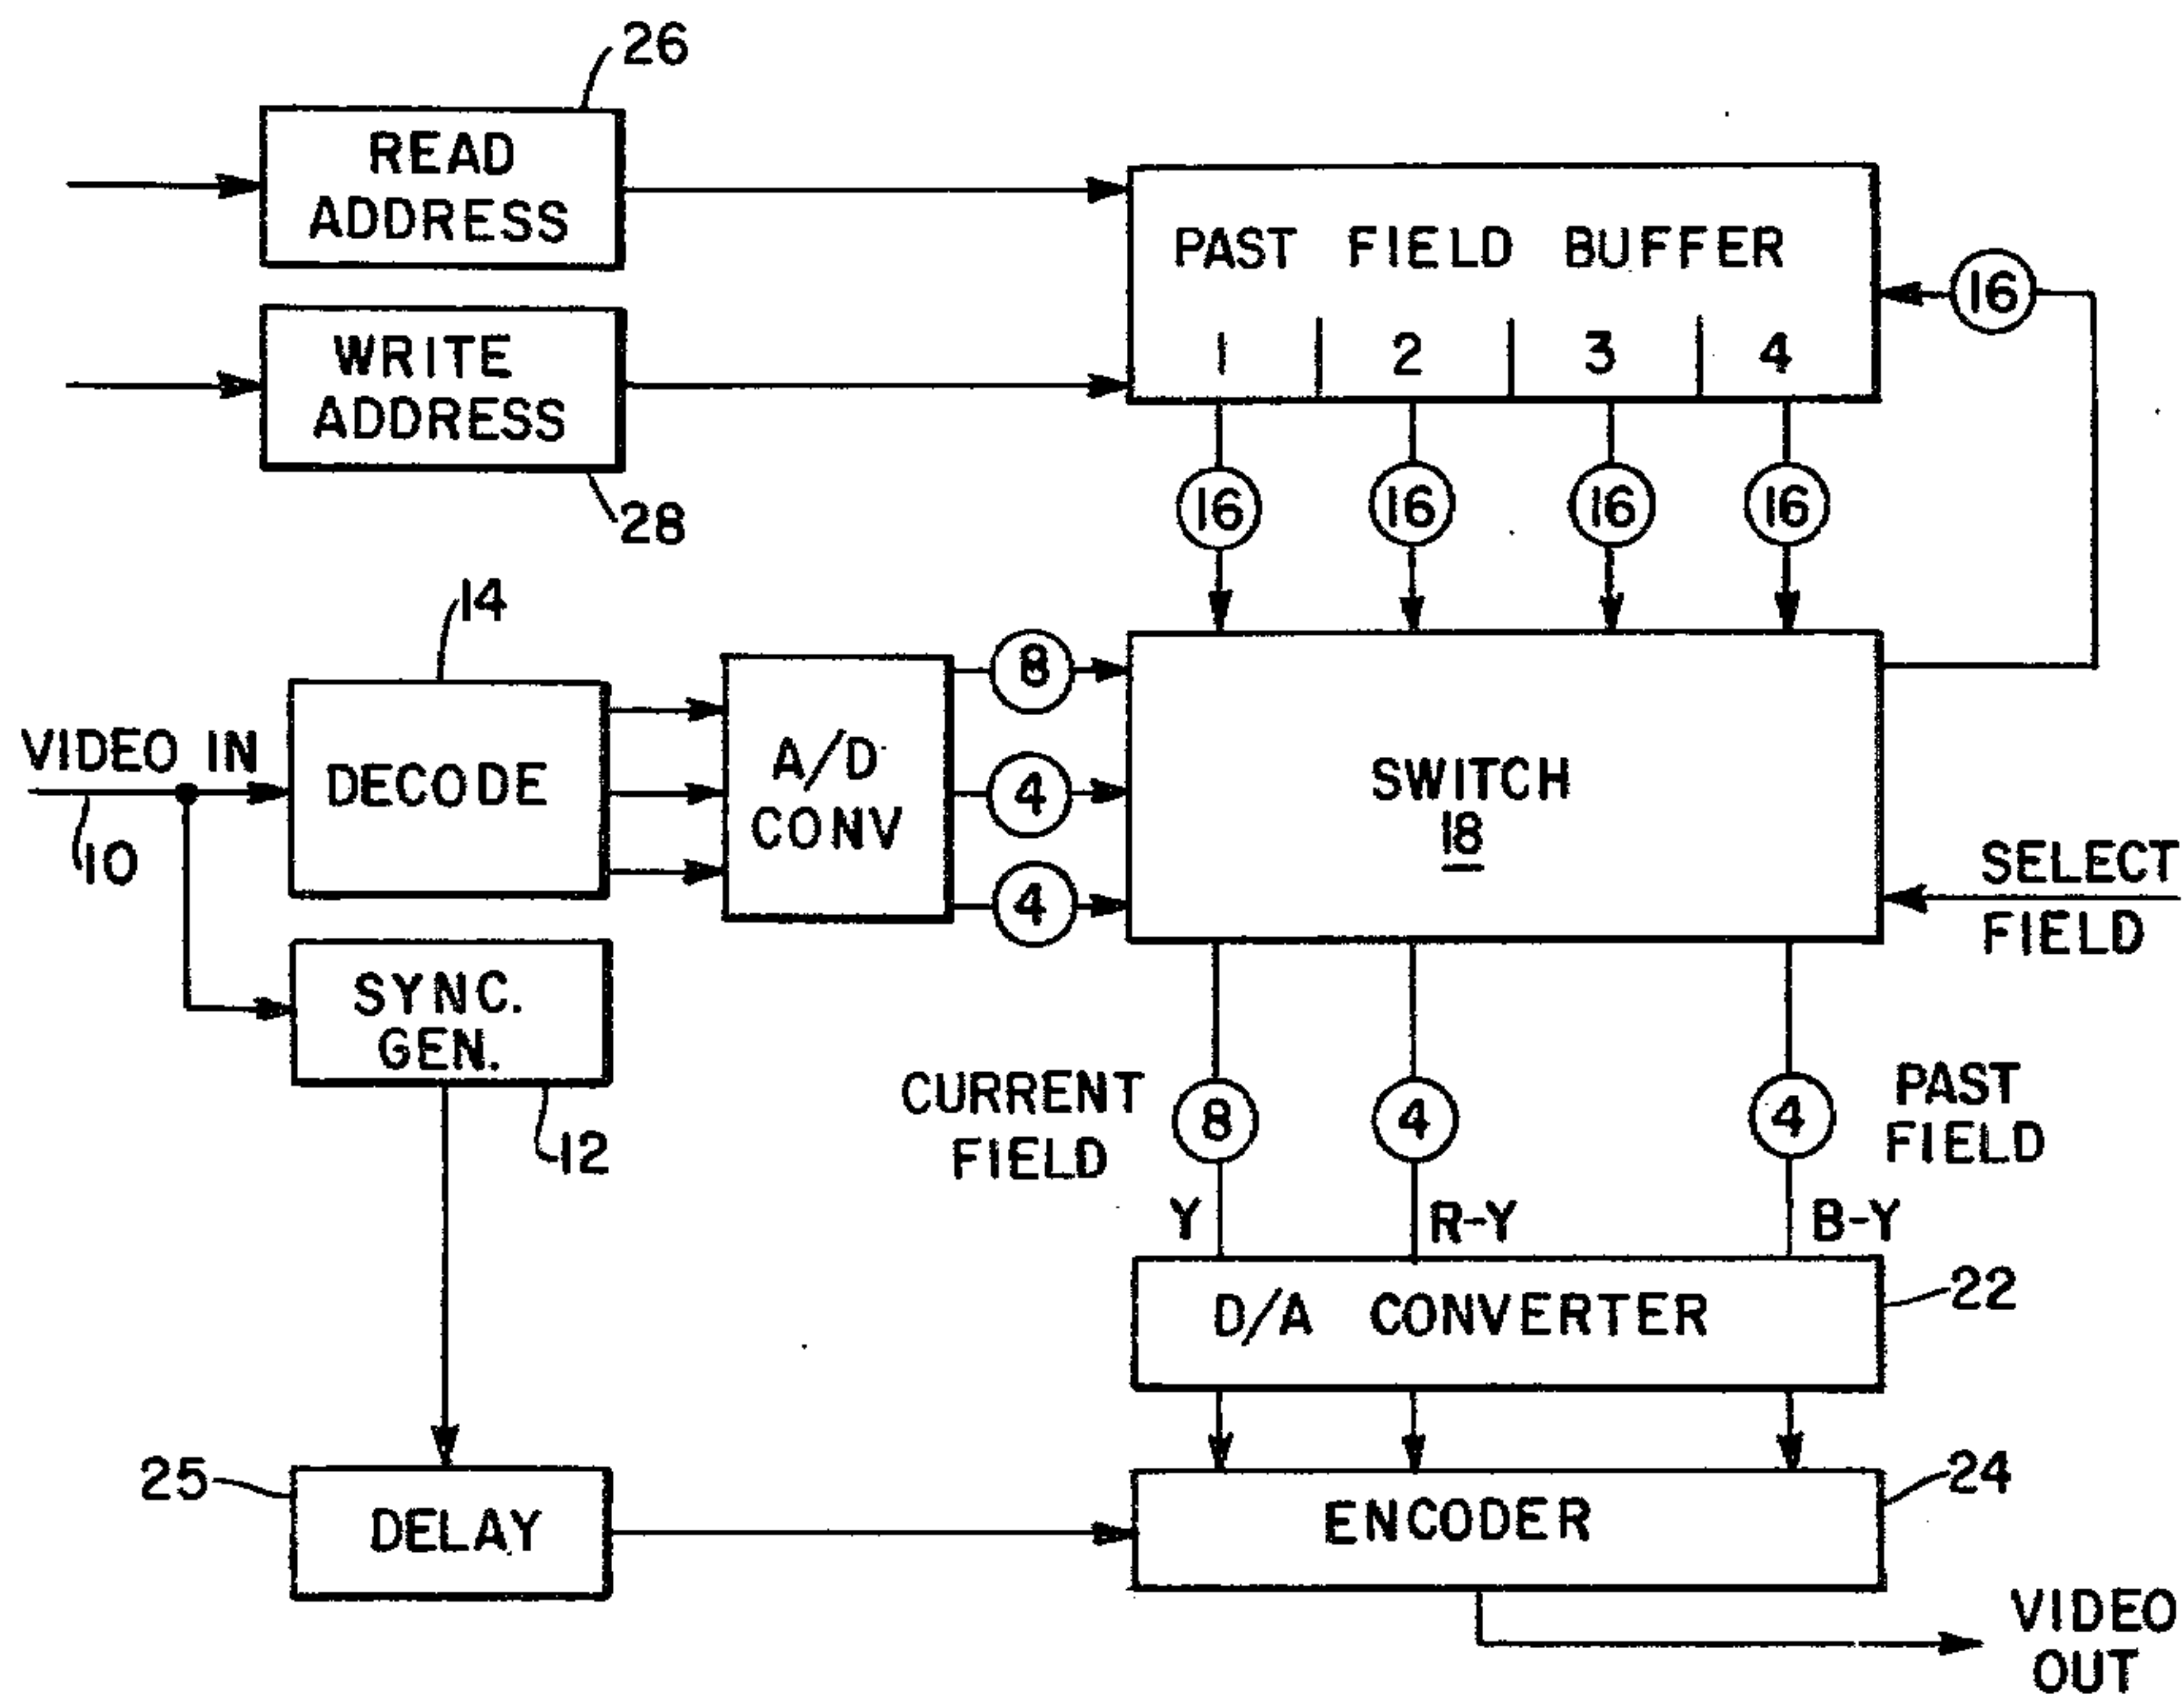 26
READ
ADDRESS
WRITE
ADDRESS
28
PAST FIELD BUFFER
1 2 3 4
16
16 16 16 16
14
VIDEO IN
10
DECODE
A/D
CONV
8
4
4
SWITCH
18
SELECT
FIELD
SYNC.
GEN.
12
CURRENT
FIELD
8 4 4
PAST
FIELD
Y R-Y B-Y
D/A CONVERTER
22
25
DELAY
ENCODER
24
VIDEO
OUT